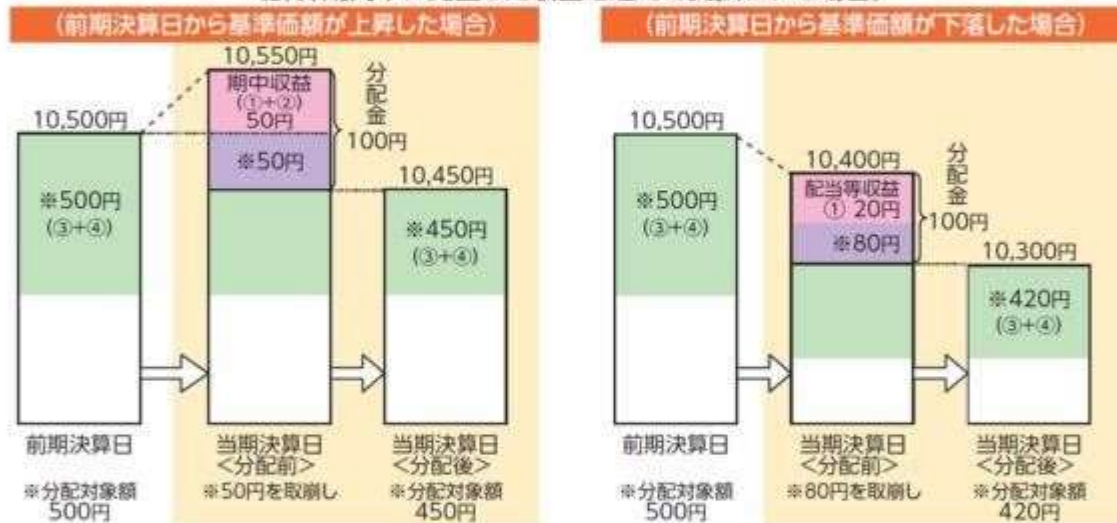 (前期決算日から基準価額が上昇した場合)
10,550円
期中収益
(①+②)
50円
※50円
分配金
100円
10,500円
※500円
(③+④)
10,450円
※450円
(③+④)
前期決算日
当期決算日
<分配前>
当期決算日
<分配後>
※分配対象額
500円
※50円を取崩し
※分配対象額
450円
(前期決算日から基準価額が下落した場合)
10,500円
※500円
(③+④)
10,400円
配当等収益
① 20円
※80円
分配金
100円
10,300円
※420円
(③+④)
前期決算日
当期決算日
<分配前>
当期決算日
<分配後>
※分配対象額
500円
※80円を取崩し
※分配対象額
420円